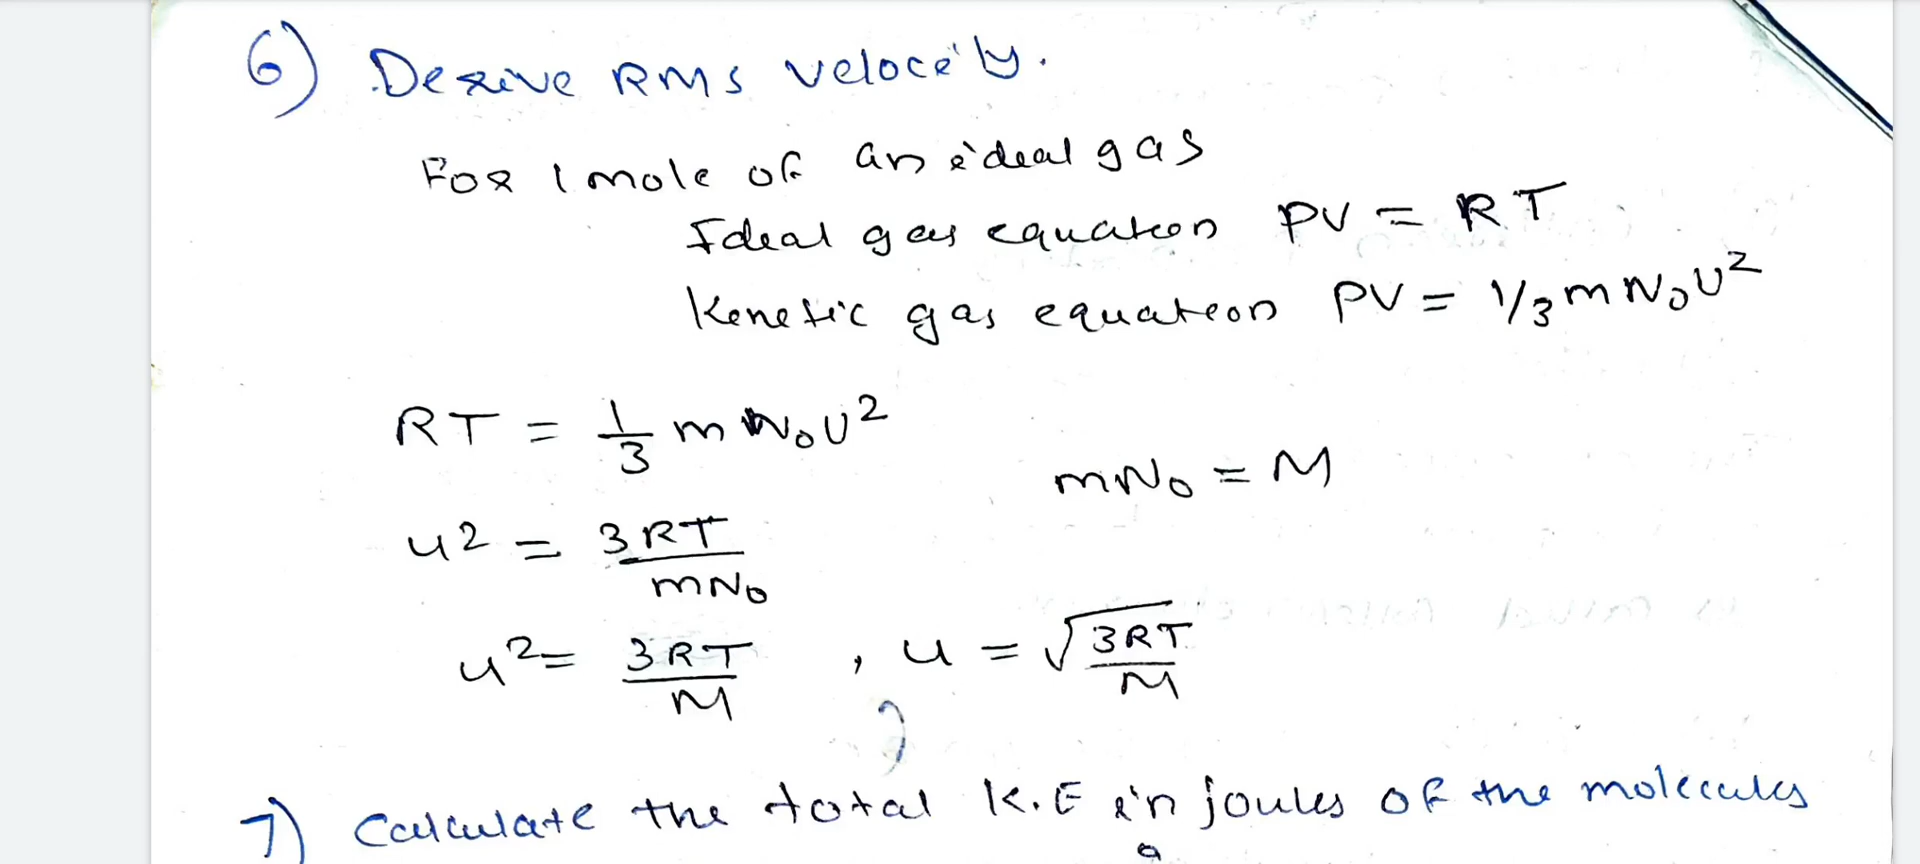 6) Derive RMS velocity.
For 1 mole of an ideal gas
Ideal gas equation PV = RT
Kinetic gas equation PV = 1/3 m N₀ U²
RT = 1/3 m N₀ U²
mN₀ = M
u² = 3RT/mN₀
u² = 3RT/M , u = √3RT/M
7) Calculate the total K.E in joules of the molecules